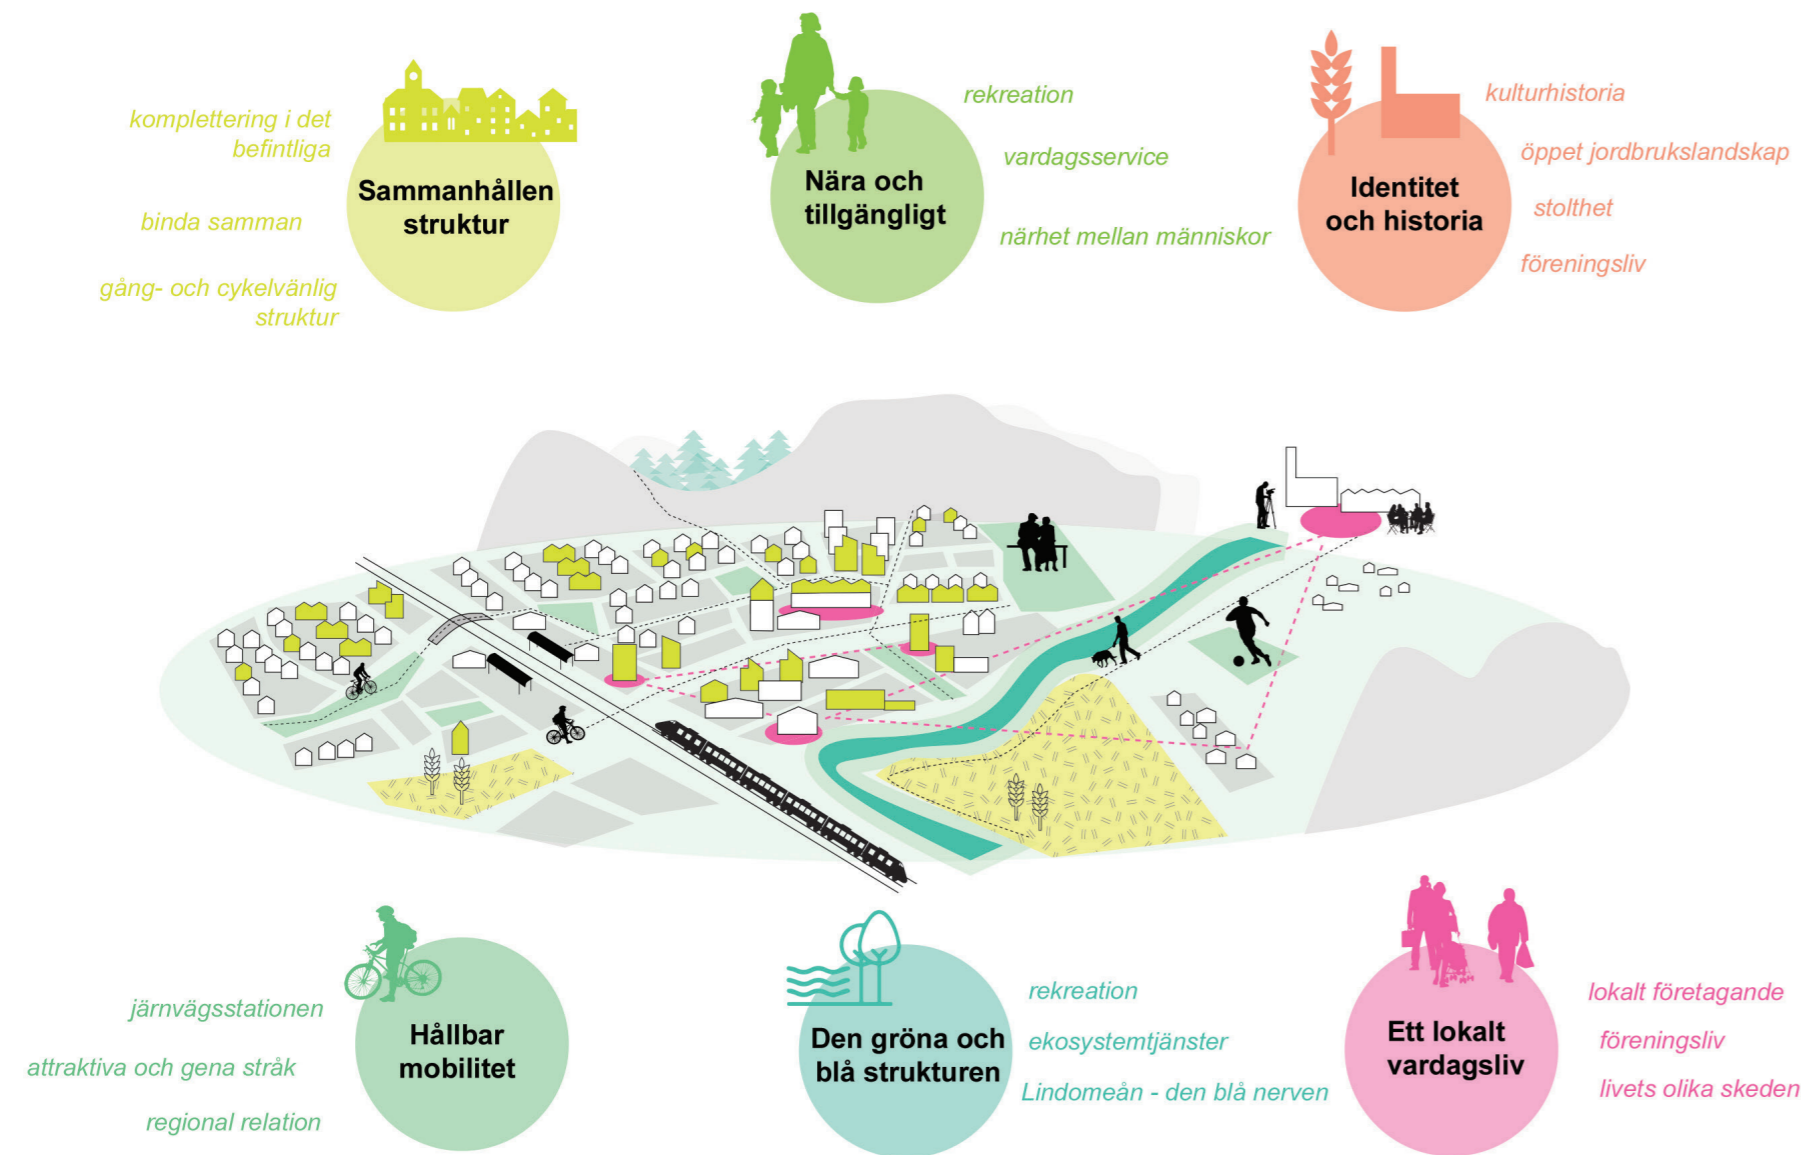 komplettering i det
befintliga
binda samman
gång- och cykelvänlig
struktur
Sammanhållen
struktur
Nära och
tillgängligt
rekreation
vardagsservice
närhet mellan människor
Identitet
och historia
kulturhistoria
öppet jordbrukslandskap
stolthet
föreningsliv
järnvägsstationen
attraktiva och gena stråk
regional relation
Hållbar
mobilitet
Den gröna och
blå strukturen
rekreation
ekosystemtjänster
Lindomeån - den blå nerven
Ett lokalt
vardagsliv
lokalt företagande
föreningsliv
livets olika skeden